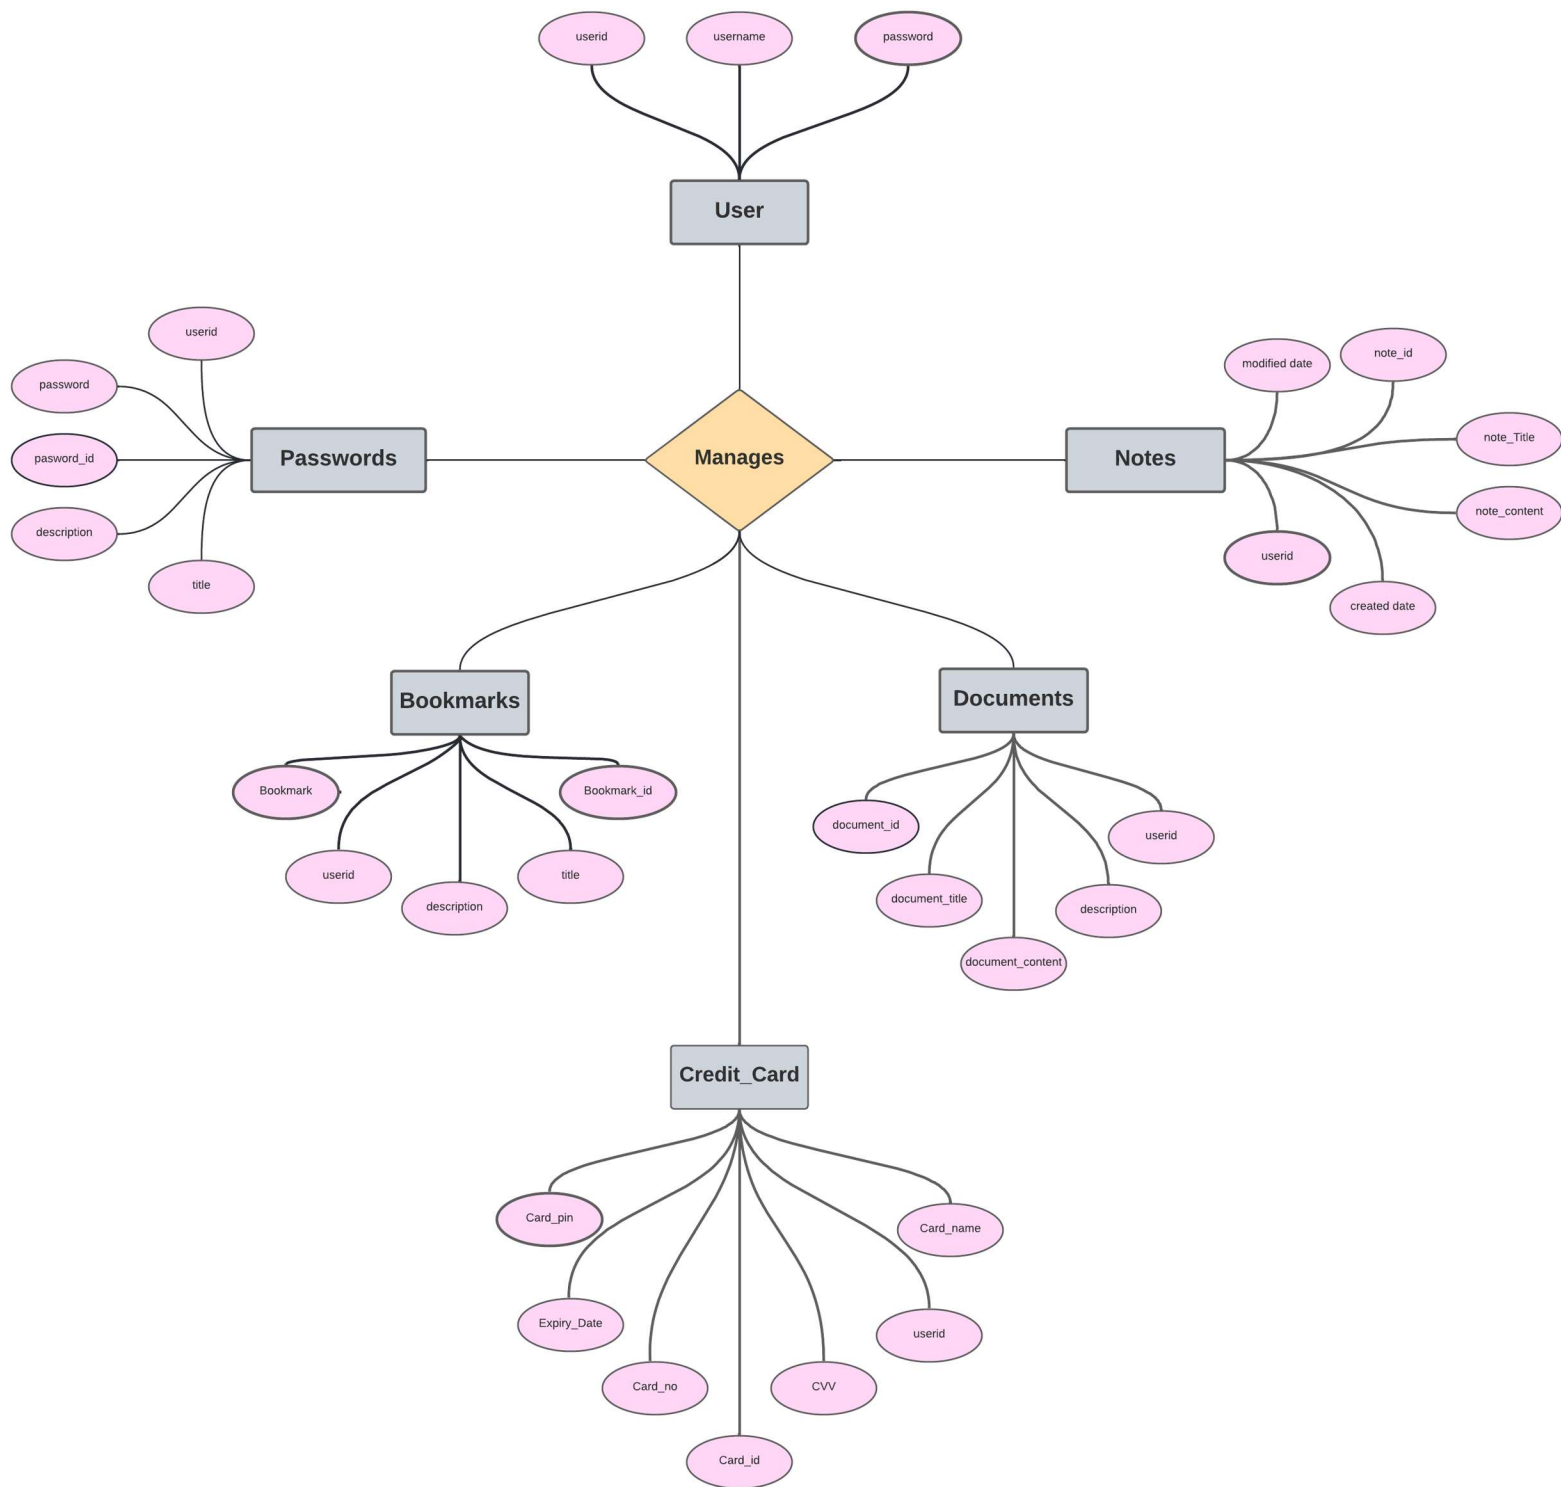 userid
username
password
User
userid
password
pasword_id
description
title
Passwords
Manages
Notes
modified date
note_id
note_Title
note_content
userid
created date
Bookmarks
Bookmark
Bookmark_id
userid
title
description
Documents
document_id
userid
document_title
description
document_content
Credit_Card
Card_pin
Card_name
Expiry_Date
userid
Card_no
CVV
Card_id